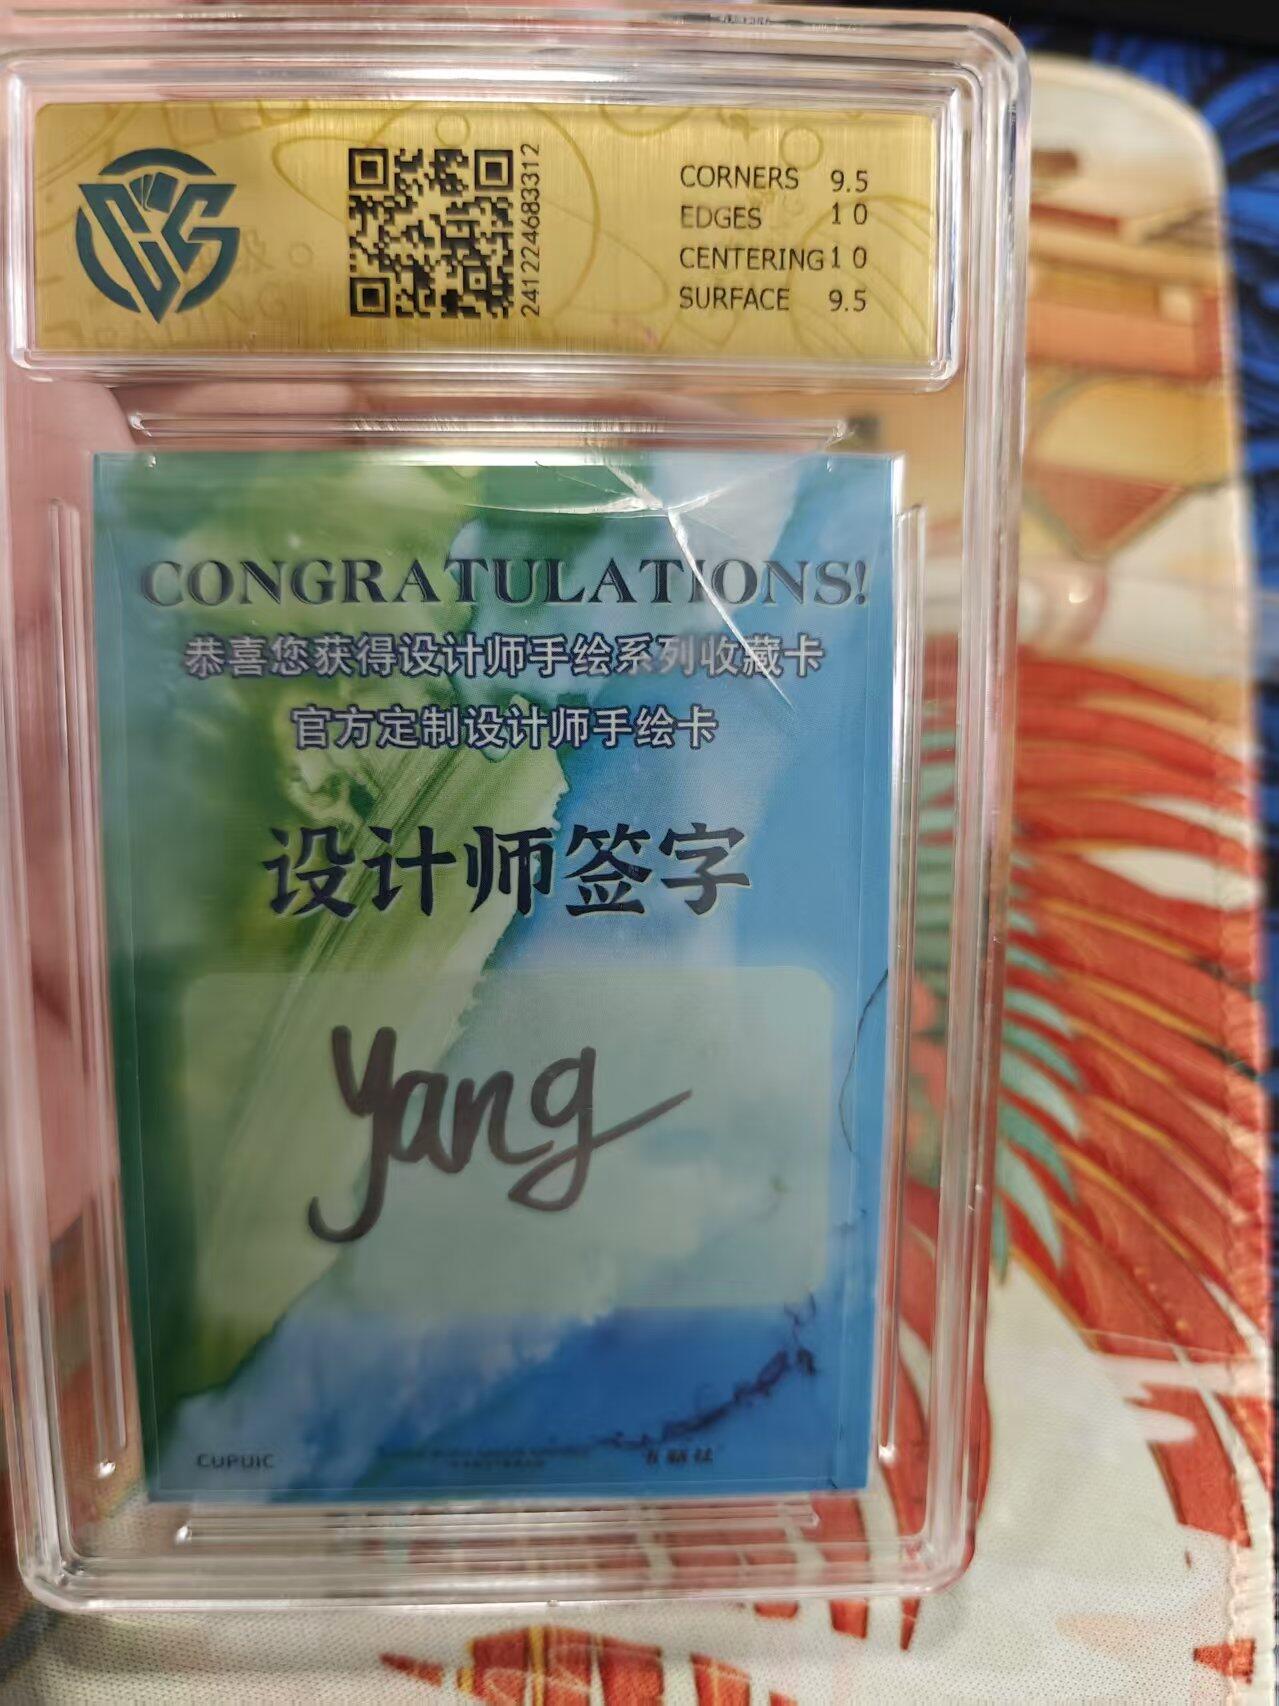 CS
241224683312
CORNERS 9.5
EDGES 10
CENTERING 10
SURFACE 9.5
CONGRATULATIONS!
恭喜您获得设计师手绘系列收藏卡
官方定制设计师手绘卡
设计师签字
yang
CUPUIC